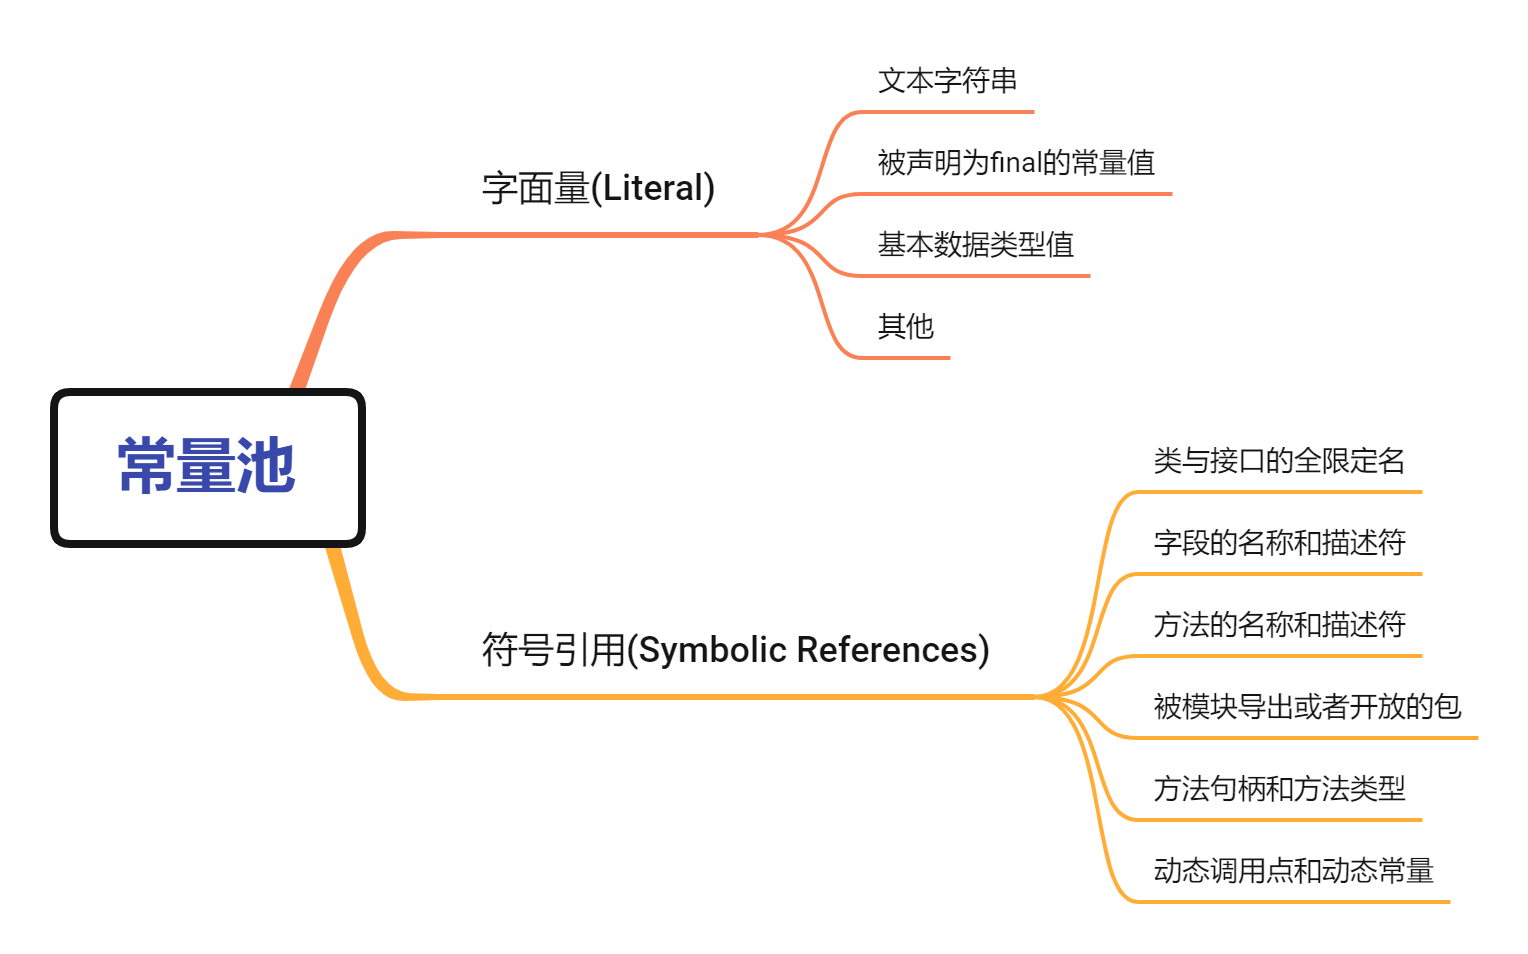 常量池
字面量(Literal)
文本字符串
被声明为final的常量值
基本数据类型值
其他
符号引用(Symbolic References)
类与接口的全限定名
字段的名称和描述符
方法的名称和描述符
被模块导出或者开放的包
方法句柄和方法类型
动态调用点和动态常量